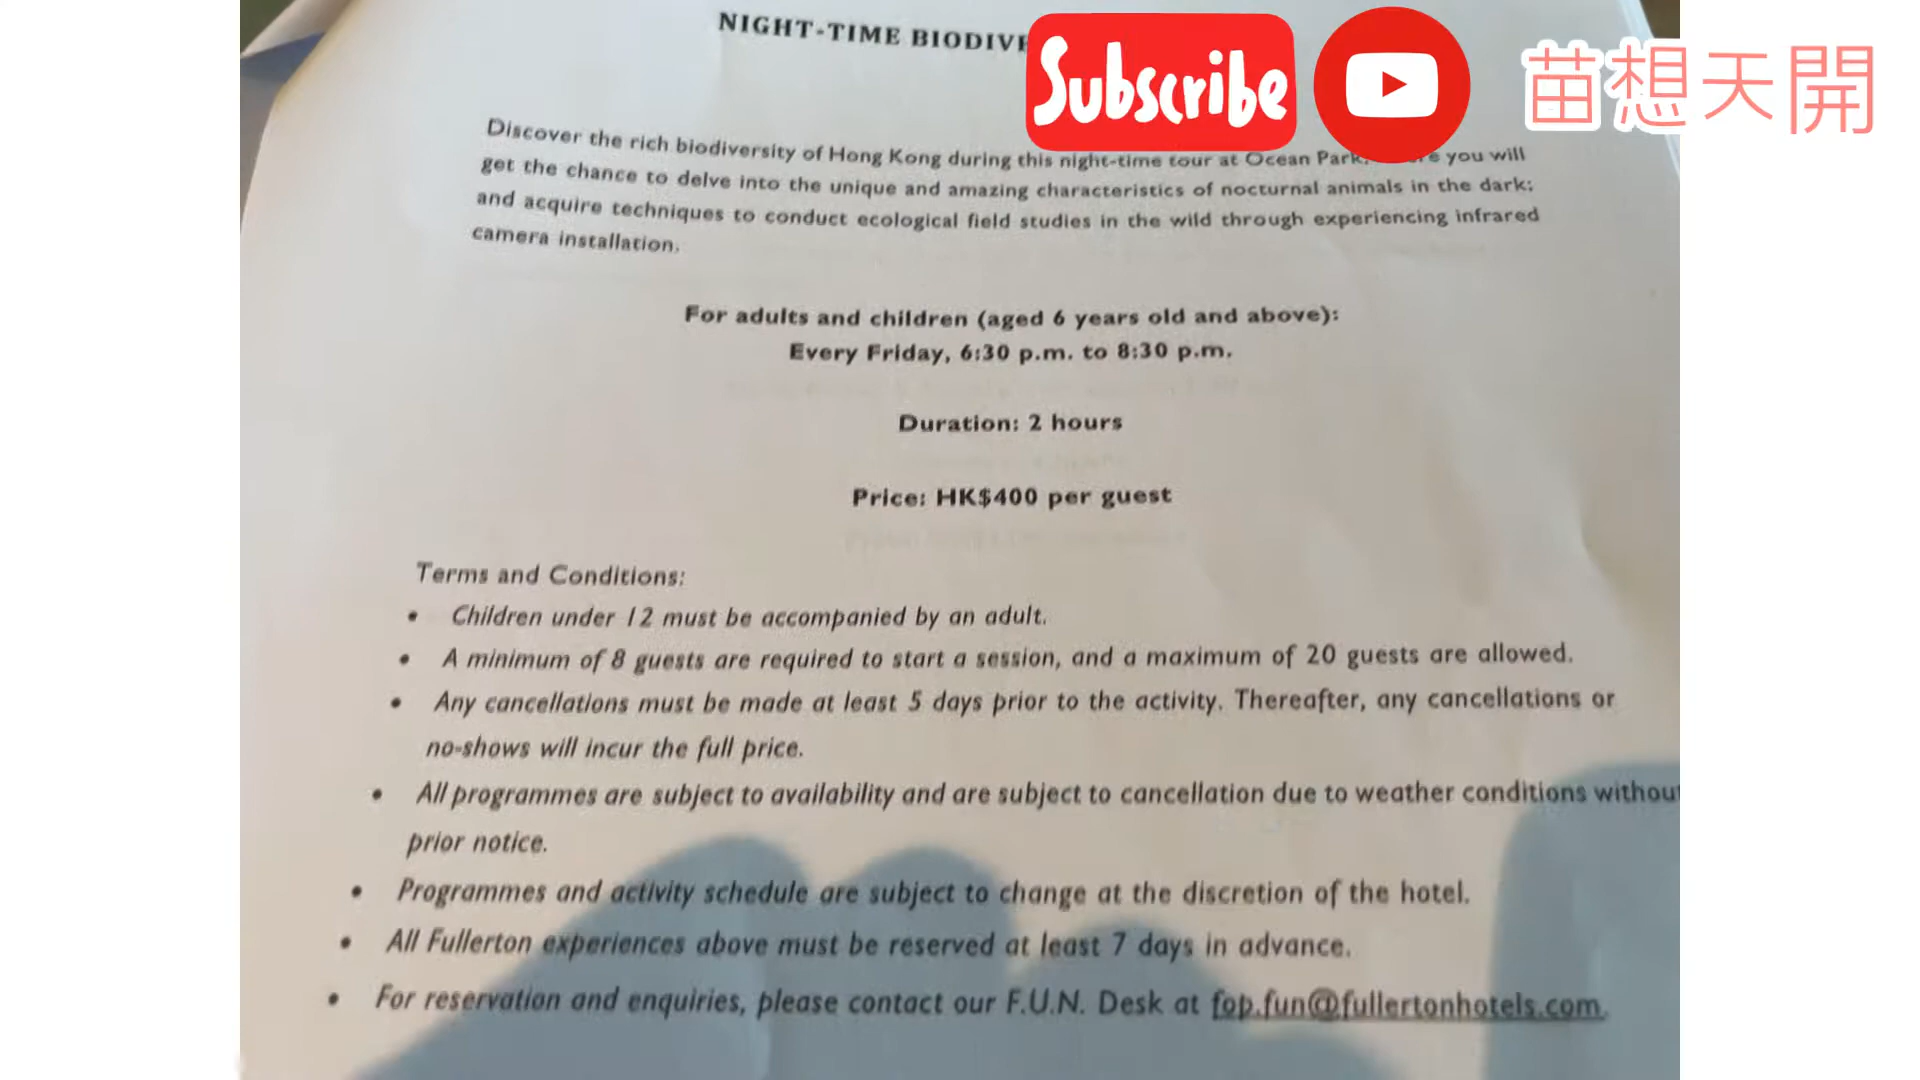 NIGHT-TIME
Subscribe
苗想天開
Discover the rich biodiversity of Hong Kong during this night-time tour at Ocean Park, you will
get the chance to delve into the unique and amazing characteristics of nocturnal animals in the dark;
and acquire techniques to conduct ecological field studies in the wild through experiencing infrared
camera installation.
For adults and children (aged 6 years old and above):
Every Friday, 6:30 p.m. to 8:30 p.m.
Duration: 2 hours
Price: HK$400 per guest
Terms and Conditions:
• Children under 12 must be accompanied by an adult.
• A minimum of 8 guests are required to start a session, and a maximum of 20 guests are allowed.
• Any cancellations must be made at least 5 days prior to the activity. Thereafter, any cancellations or
no-shows will incur the full price.
• All programmes are subject to availability and are subject to cancellation due to weather conditions without
prior notice.
• Programmes and activity schedule are subject to change at the discretion of the hotel.
• All Fullerton experiences above must be reserved at least 7 days in advance.
• For reservation and enquiries, please contact our F.U.N. Desk at fop.fun@fullertonhotels.com.